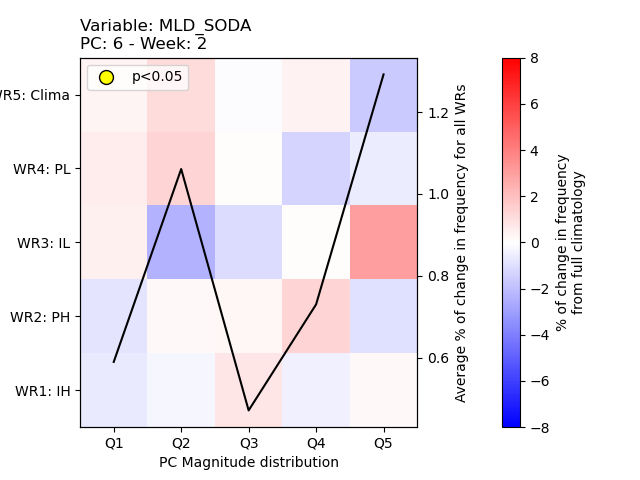 Variable: MLD_SODA
PC: 6 - Week: 2
p<0.05
WR5: Clima
WR4: PL
WR3: IL
WR2: PH
WR1: IH
Q1 Q2 Q3 Q4 Q5
PC Magnitude distribution
1.2
1.0
0.8
0.6
Average % of change in frequency for all WRs
8
6
4
2
0
−2
−4
−6
−8
% of change in frequency
from full climatology